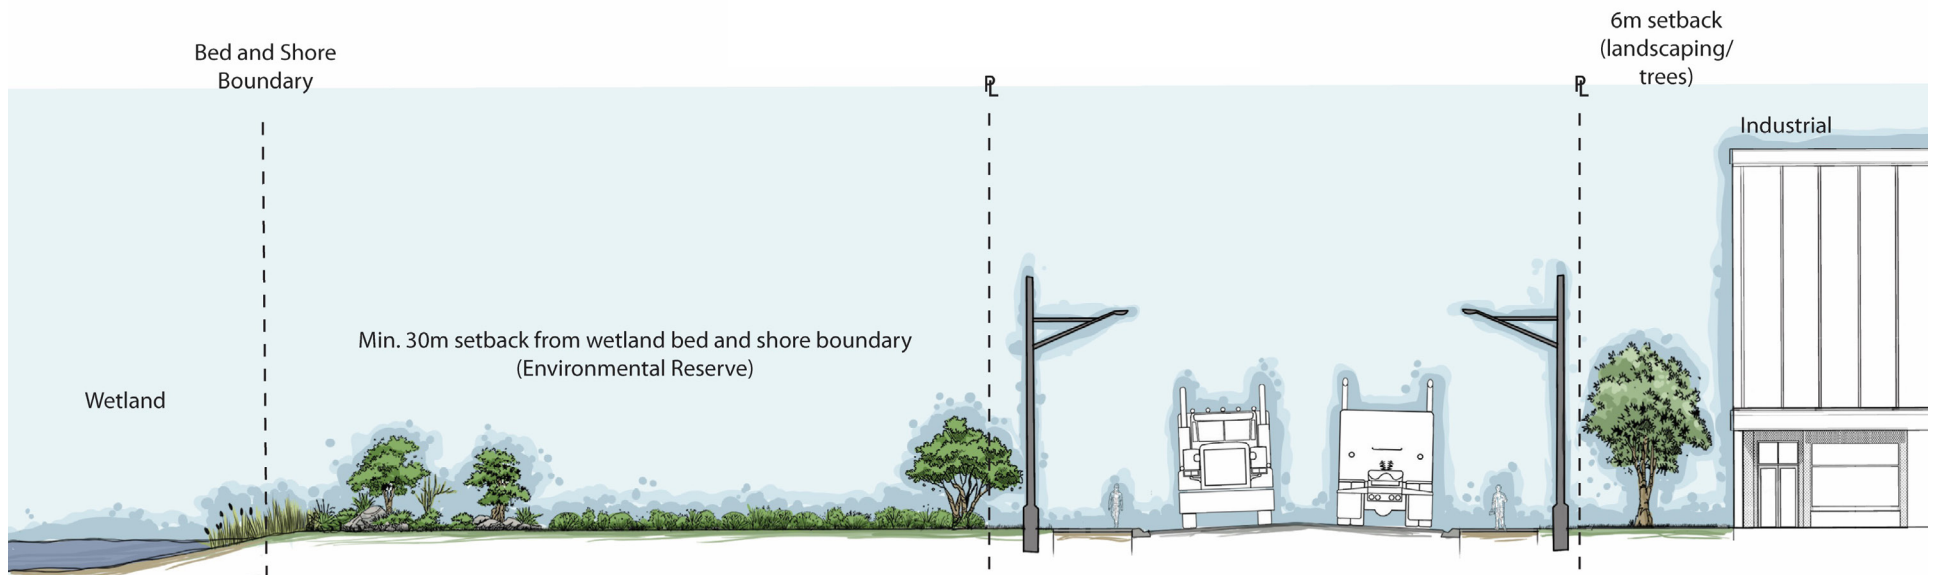 6m setback
(landscaping/
trees)
Bed and Shore
Boundary
PL
PL
Industrial
Min. 30m setback from wetland bed and shore boundary
(Environmental Reserve)
Wetland